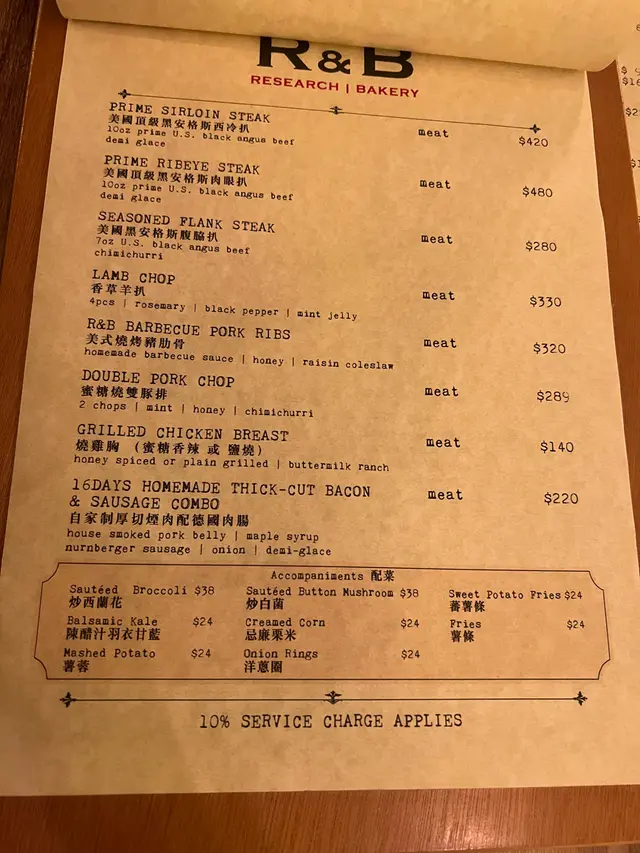 R&B
RESEARCH | BAKERY
PRIME SIRLOIN STEAK
美國頂級黑安格斯西冷扒
10oz prime U.S. black angus beef
demi glace
meat
$420
PRIME RIBEYE STEAK
美國頂級黑安格斯肉眼扒
10oz prime U.S. black angus beef
demi glace
meat
$480
SEASONED FLANK STEAK
美國黑安格斯腹脇扒
7oz U.S. black angus beef
chimichurri
meat
$280
LAMB CHOP
香草羊扒
4pcs | rosemary | black pepper | mint jelly
meat
$330
R&B BARBECUE PORK RIBS
美式燒烤豬肋骨
homemade barbecue sauce | honey | raisin coleslaw
meat
$320
DOUBLE PORK CHOP
蜜糖燒雙豚排
2 chops | mint | honey | chimichurri
meat
$289
GRILLED CHICKEN BREAST
燒雞胸 (蜜糖香辣 或 鹽燒)
honey spiced or plain grilled | buttermilk ranch
meat
$140
16DAYS HOMEMADE THICK-CUT BACON
& SAUSAGE COMBO
自家制厚切煙肉配德國肉腸
house smoked pork belly | maple syrup
nurnberger sausage | onion | demi-glace
meat
$220
Accompaniments 配菜
Sautéed Broccoli $38
炒西蘭花
Balsamic Kale $24
陳醋汁羽衣甘藍
Mashed Potato $24
薯蓉
Sautéed Button Mushroom $38
炒白菌
Creamed Corn $24
忌廉粟米
Onion Rings $24
洋蔥圈
Sweet Potato Fries $24
蕃薯條
Fries $24
薯條
10% SERVICE CHARGE APPLIES